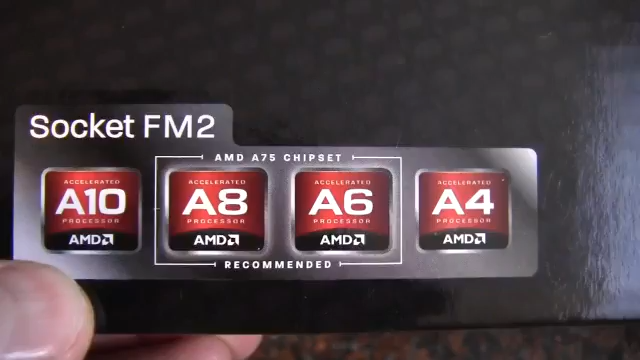 Socket FM2
AMD A75 CHIPSET
ACCELERATED
A10
PROCESSOR
AMD
ACCELERATED
A8
PROCESSOR
AMD
ACCELERATED
A6
PROCESSOR
AMD
ACCELERATED
A4
PROCESSOR
AMD
RECOMMENDED